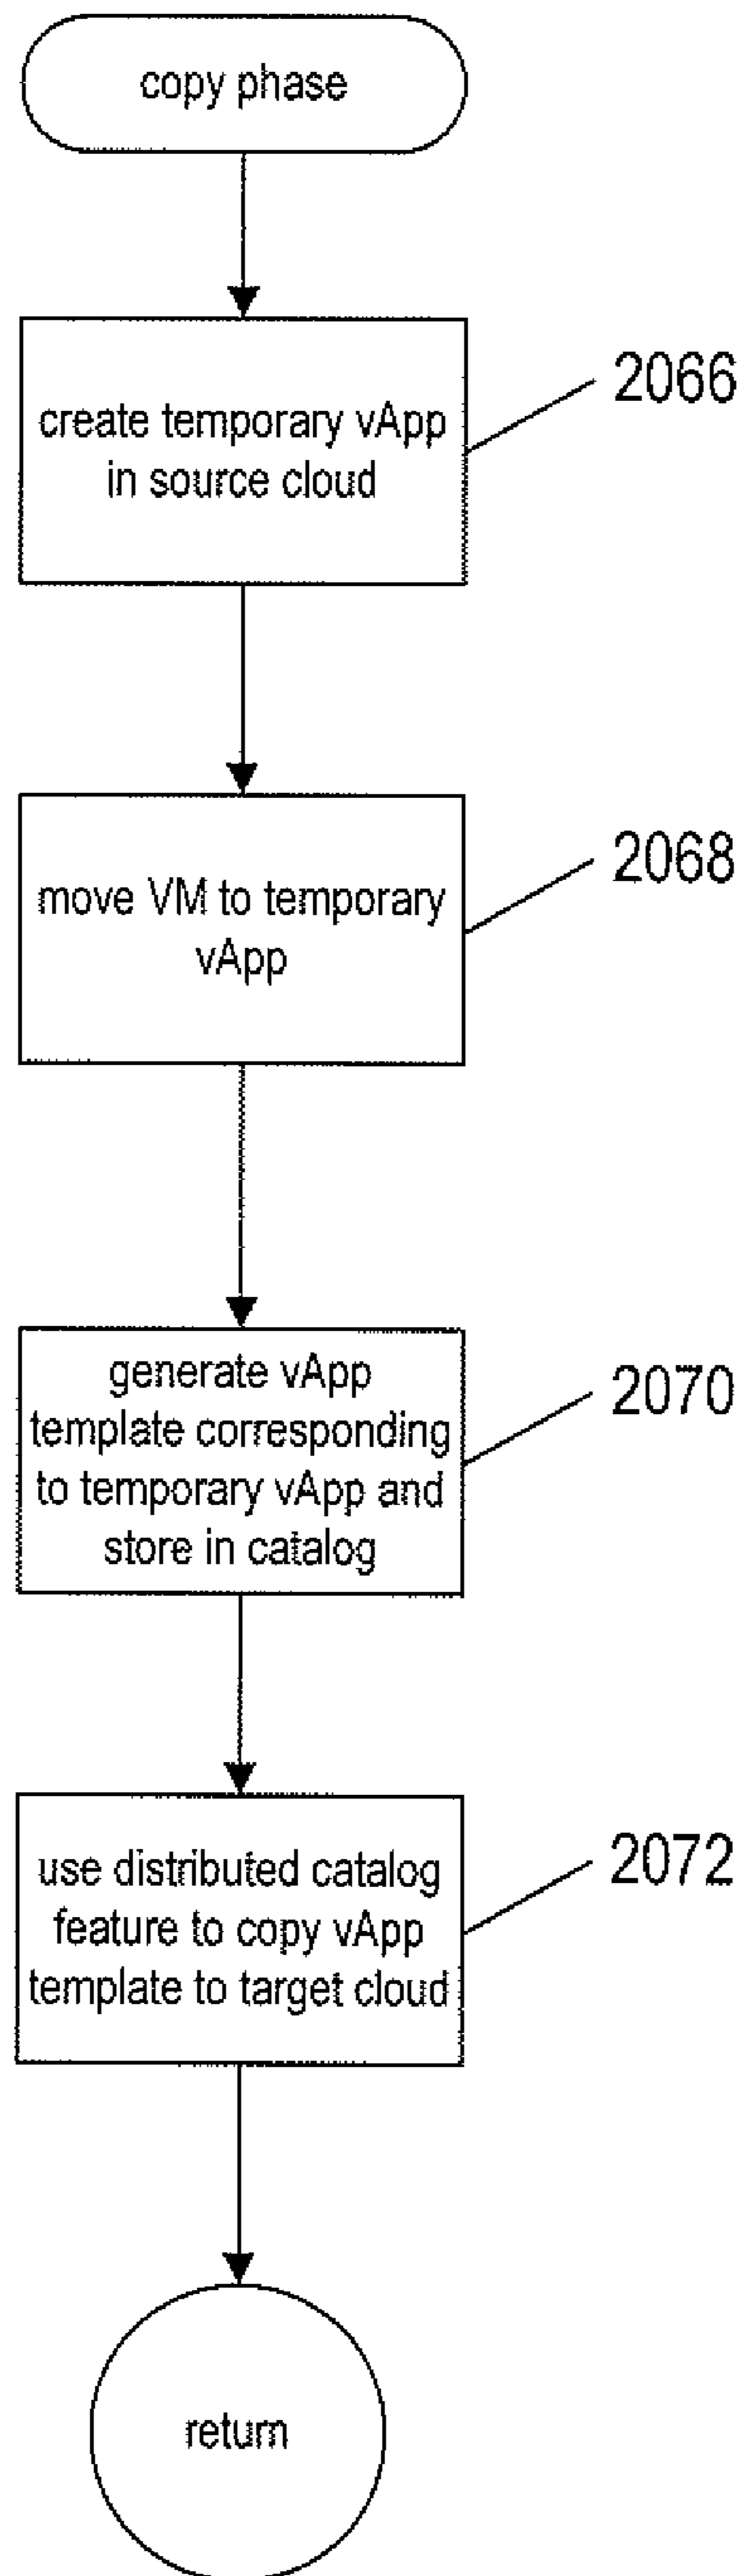 copy phase
create temporary vApp
in source cloud
2066
move VM to temporary
vApp
2068
generate vApp
template corresponding
to temporary vApp and
store in catalog
2070
use distributed catalog
feature to copy vApp
template to target cloud
2072
return